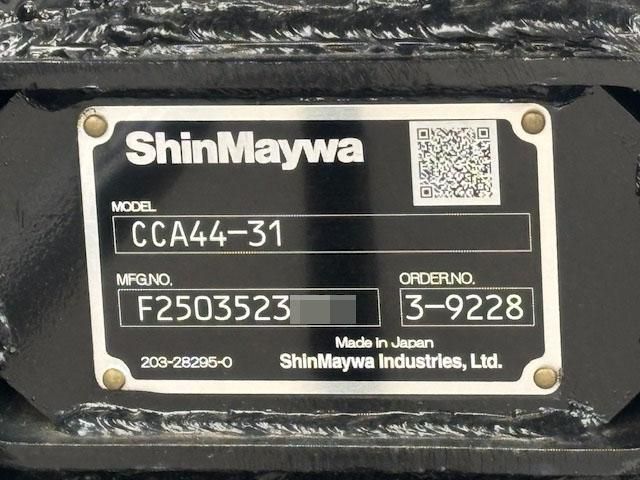 ShinMaywa
MODEL
CCA44-31
MFG.NO.
F2503523
ORDER.NO.
3-9228
Made in Japan
203-28295-0
ShinMaywa Industries, Ltd.